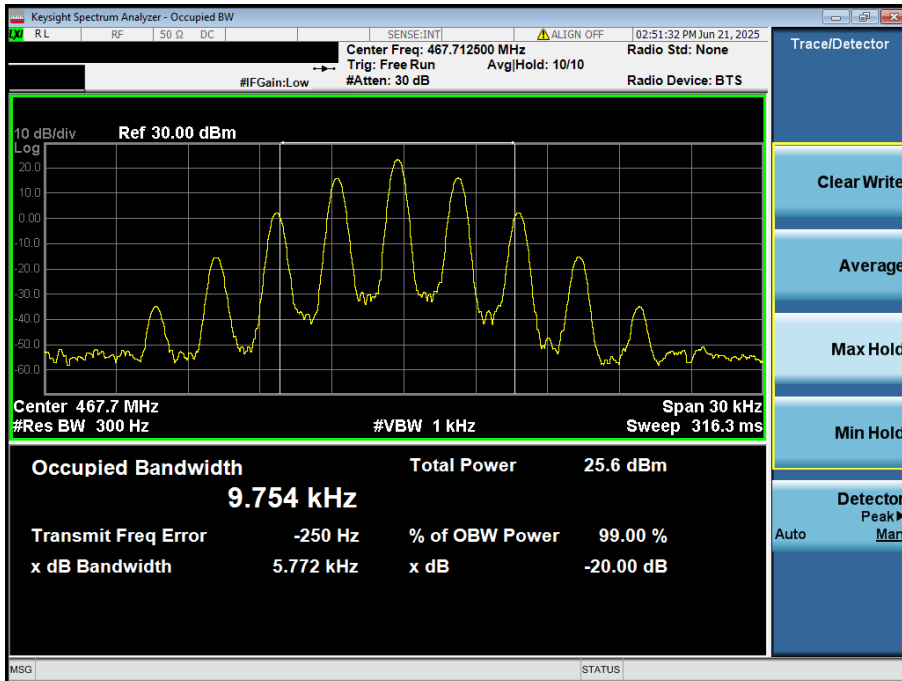 Keysight Spectrum Analyzer - Occupied BW
LXI RL RF 50 Ω DC SENSE:INT ALIGN OFF 02:51:32 PM Jun 21, 2025
Center Freq: 467.712500 MHz Radio Std: None
Trig: Free Run Avg|Hold: 10/10
#IFGain:Low #Atten: 30 dB Radio Device: BTS
Trace/Detector
10 dB/div Ref 30.00 dBm
Log
20.0
10.0
0.00
-10.0
-20.0
-30.0
-40.0
-50.0
-60.0
Center 467.7 MHz Span 30 kHz
#Res BW 300 Hz #VBW 1 kHz Sweep 316.3 ms
Occupied Bandwidth Total Power 25.6 dBm
9.754 kHz
Transmit Freq Error -250 Hz % of OBW Power 99.00 %
x dB Bandwidth 5.772 kHz x dB -20.00 dB
Clear Write
Average
Max Hold
Min Hold
Detector
Peak
Auto Man
MSG STATUS